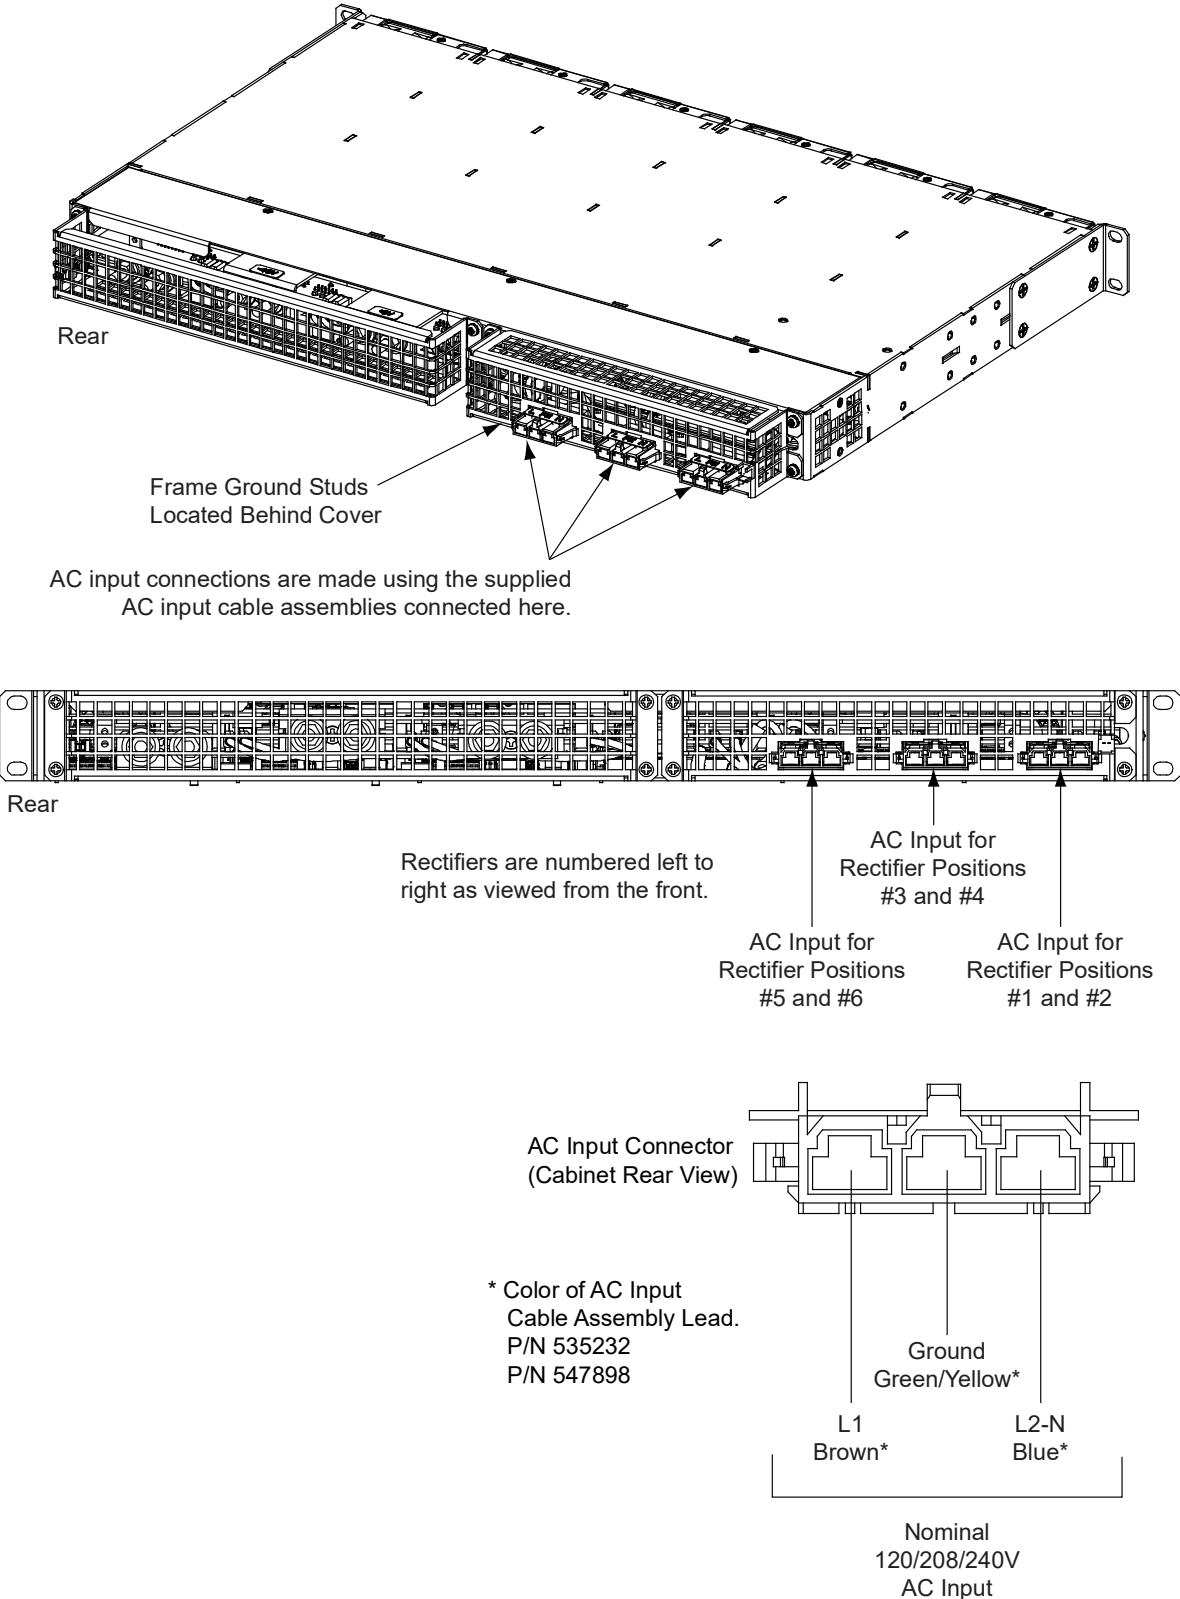 Rear
Frame Ground Studs
Located Behind Cover
AC input connections are made using the supplied
AC input cable assemblies connected here.
Rear
Rectifiers are numbered left to
right as viewed from the front.
AC Input for
Rectifier Positions
#3 and #4
AC Input for
Rectifier Positions
#5 and #6
AC Input for
Rectifier Positions
#1 and #2
AC Input Connector
(Cabinet Rear View)
* Color of AC Input
Cable Assembly Lead.
P/N 535232
P/N 547898
Ground
Green/Yellow*
L1
Brown*
L2-N
Blue*
Nominal
120/208/240V
AC Input